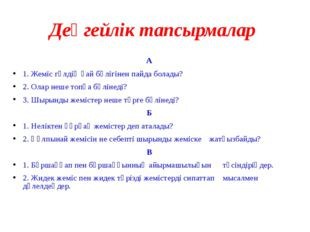 Деңгейлік тапсырмалар
А
1. Жеміс гүлдің қай бөлігінен пайда болады?
2. Олар неше топқа бөлінеді?
3. Шырынды жемістер неше түрге бөлінеді?
Б
1. Неліктен құрғақ жемістер деп аталады?
2. Құлпынай жемісін не себепті шырынды жеміске жатқызбайды?
В
1. Бұршаққап пен бұршаққынның айырмашылығын түсіндіріңдер.
2. Жидек жеміс пен жидек тәрізді жемістерді сипаттап мысалмен
дәлелдеңдер.